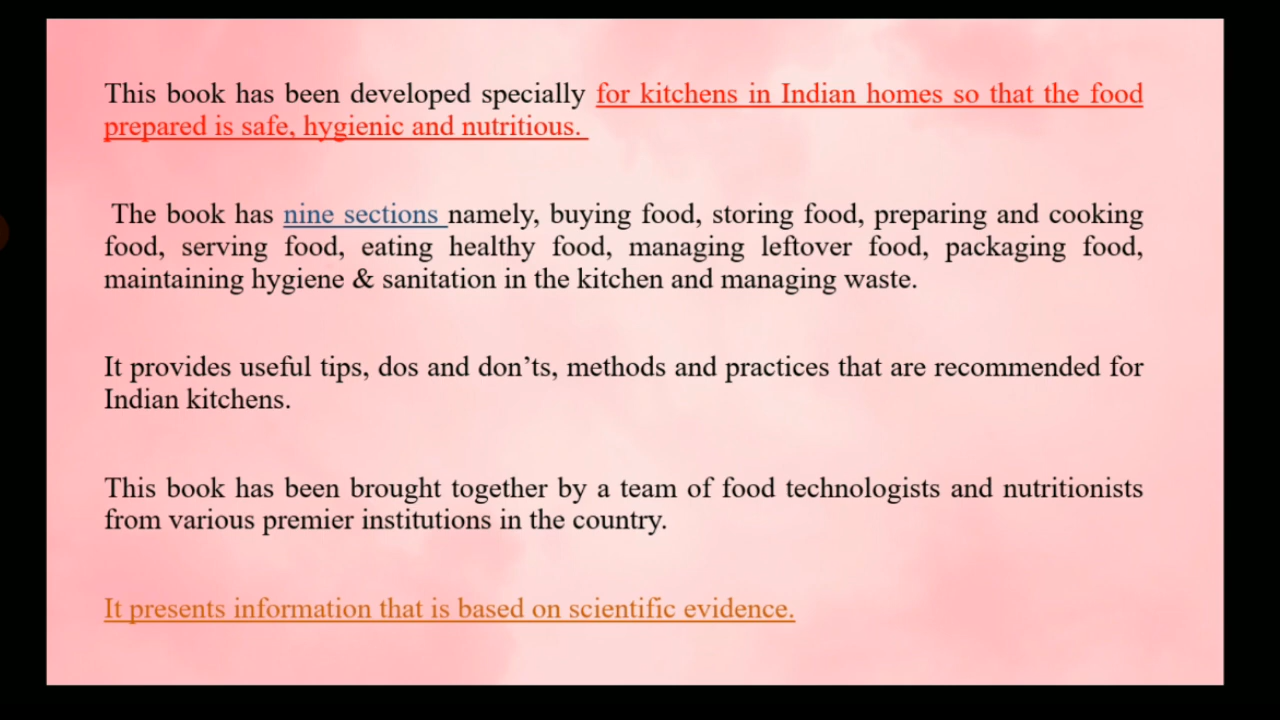 This book has been developed specially for kitchens in Indian homes so that the food
prepared is safe, hygienic and nutritious.
The book has nine sections namely, buying food, storing food, preparing and cooking
food, serving food, eating healthy food, managing leftover food, packaging food,
maintaining hygiene & sanitation in the kitchen and managing waste.
It provides useful tips, dos and don’ts, methods and practices that are recommended for
Indian kitchens.
This book has been brought together by a team of food technologists and nutritionists
from various premier institutions in the country.
It presents information that is based on scientific evidence.